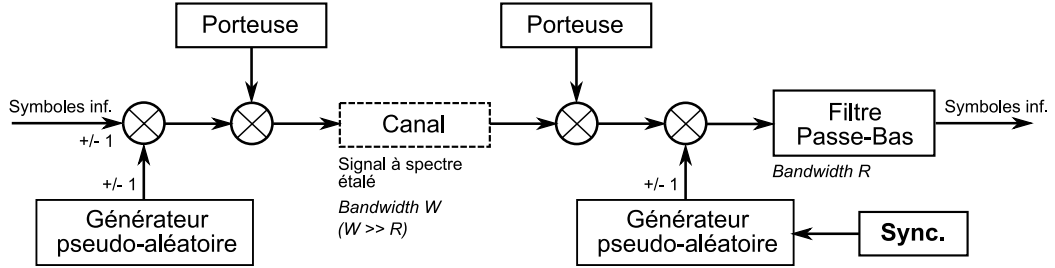 Porteuse
Porteuse
Symboles inf.
+/- 1
Canal
Filtre
Passe-Bas
Symboles inf.
Signal à spectre
étalé
Bandwidth W
(W >> R)
Bandwidth R
+/- 1
Générateur
pseudo-aléatoire
+/- 1
Générateur
pseudo-aléatoire
Sync.